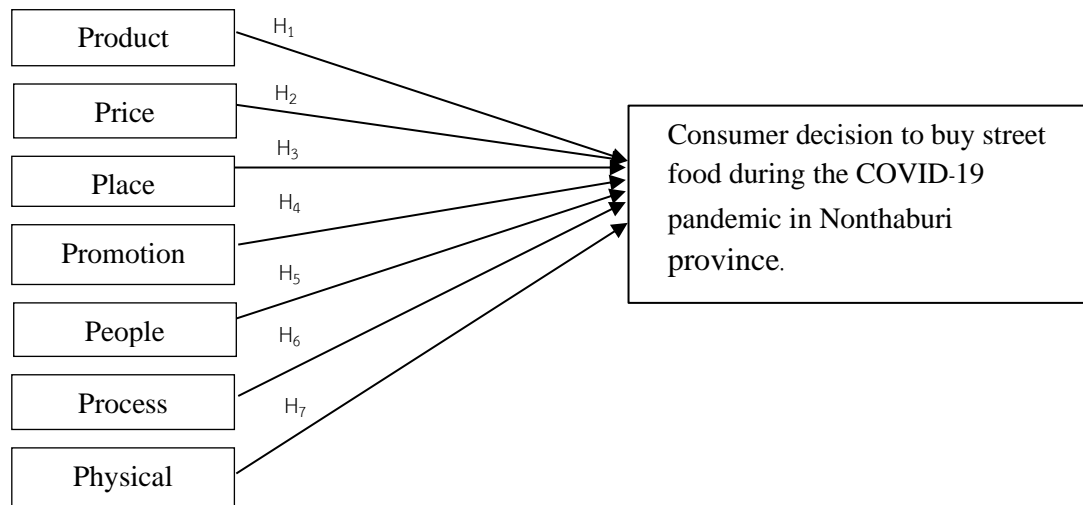 Product
H₁
Price
H₂
Place
H₃
Promotion
H₄
People
H₅
Process
H₆
Physical
H₇
Consumer decision to buy street
food during the COVID-19
pandemic in Nonthaburi
province.